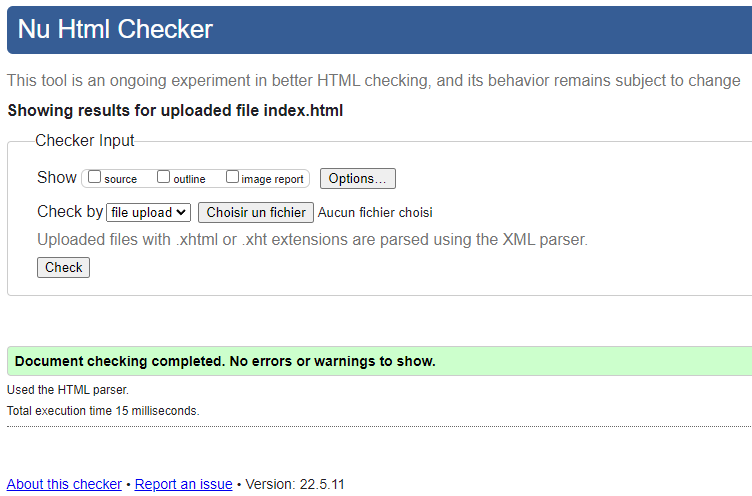 Nu Html Checker
This tool is an ongoing experiment in better HTML checking, and its behavior remains subject to change
Showing results for uploaded file index.html
Checker Input
Show source outline image report Options...
Check by file upload Choisir un fichier Aucun fichier choisi
Uploaded files with .xhtml or .xht extensions are parsed using the XML parser.
Check
Document checking completed. No errors or warnings to show.
Used the HTML parser.
Total execution time 15 milliseconds.
About this checker • Report an issue • Version: 22.5.11